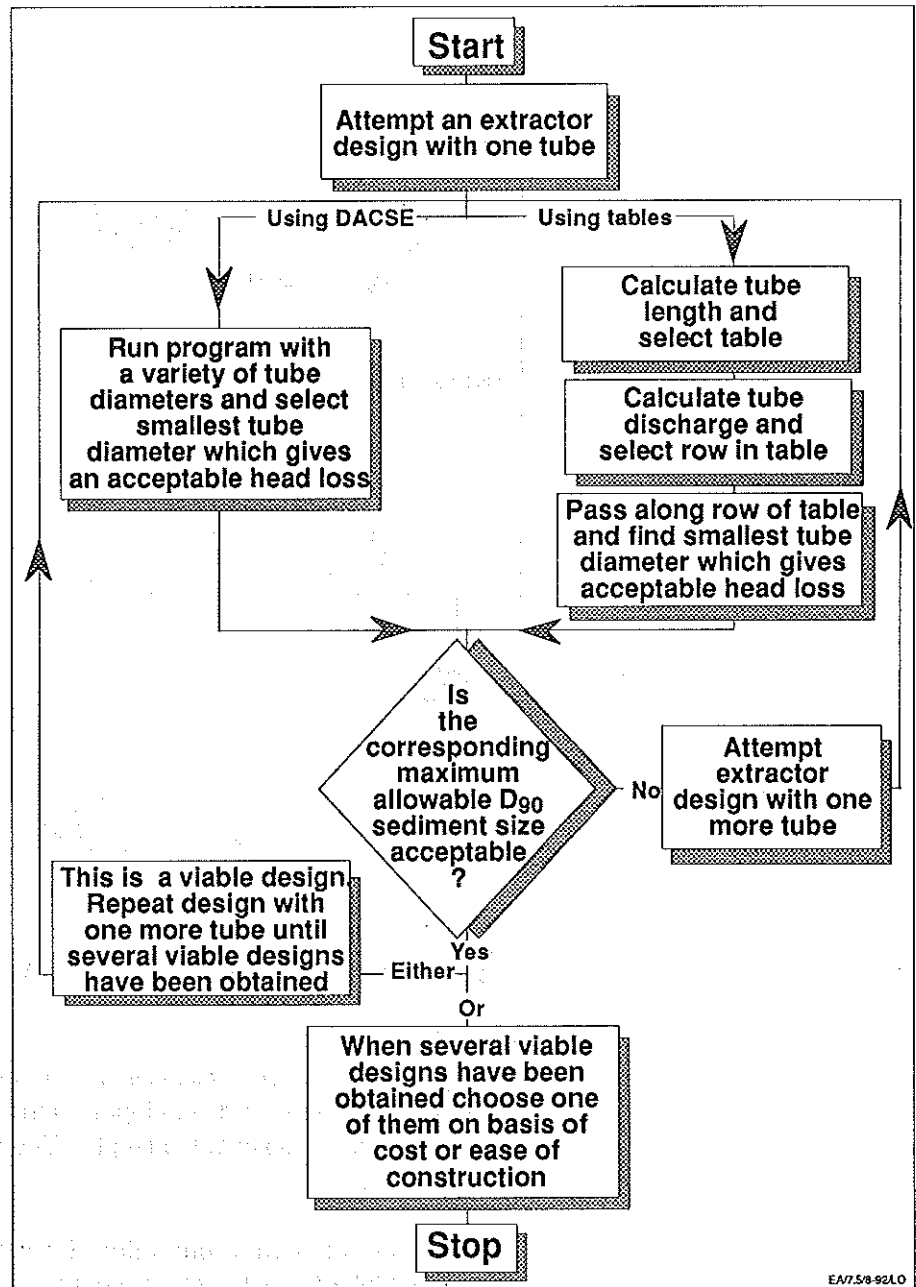 Start
Attempt an extractor
design with one tube
Using DACSE
Using tables
Run program with
a variety of tube
diameters and select
smallest tube
diameter which gives
an acceptable head loss
Calculate tube
length and
select table
Calculate tube
discharge and
select row in table
Pass along row of table
and find smallest tube
diameter which gives
acceptable head loss
Is
the
corresponding
maximum
allowable D90
sediment size
acceptable
?
No
Attempt
extractor
design with one
more tube
Yes
Either
This is a viable design.
Repeat design with
one more tube until
several viable designs
have been obtained
Or
When several viable
designs have been
obtained choose one
of them on basis of
cost or ease of
construction
Stop
EA/7.5/8-92/LO